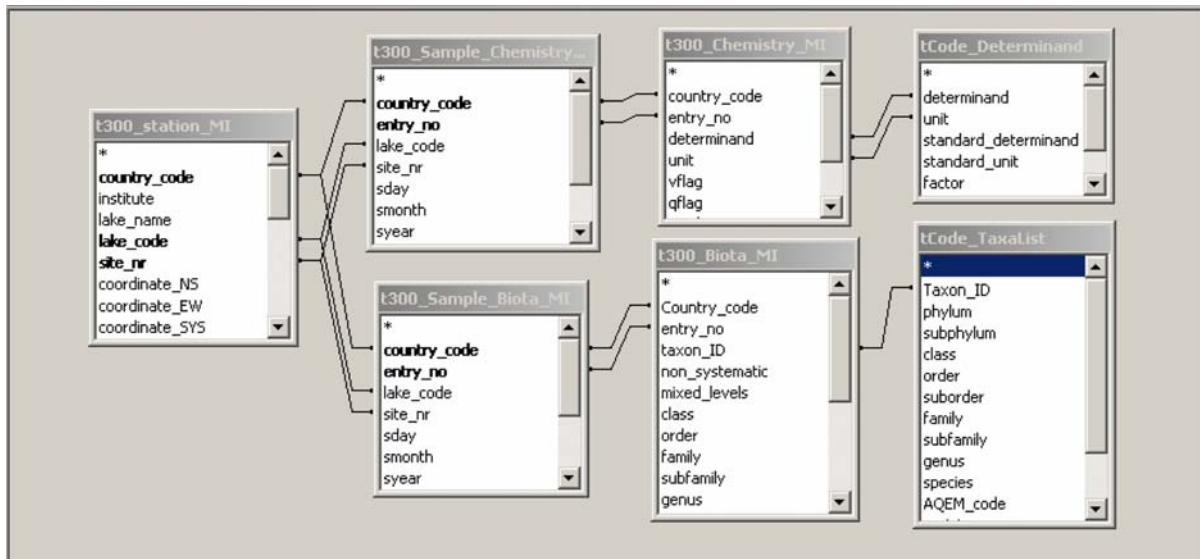 t300_station_MI
*
country_code
institute
lake_name
lake_code
site_nr
coordinate_NS
coordinate_EW
coordinate_SYS
t300_Sample_Chemistry...
*
country_code
entry_no
lake_code
site_nr
sday
smonth
syear
t300_Sample_Biota_MI
*
country_code
entry_no
lake_code
site_nr
sday
smonth
syear
t300_Chemistry_MI
*
country_code
entry_no
determinand
unit
vflag
qflag
t300_Biota_MI
*
Country_code
entry_no
taxon_ID
non_systematic
mixed_levels
class
order
family
subfamily
genus
tCode_Determinand
*
determinand
unit
standard_determinand
standard_unit
factor
tCode_TaxaList
*
Taxon_ID
phylum
subphylum
class
order
suborder
family
subfamily
genus
species
AQEM_code